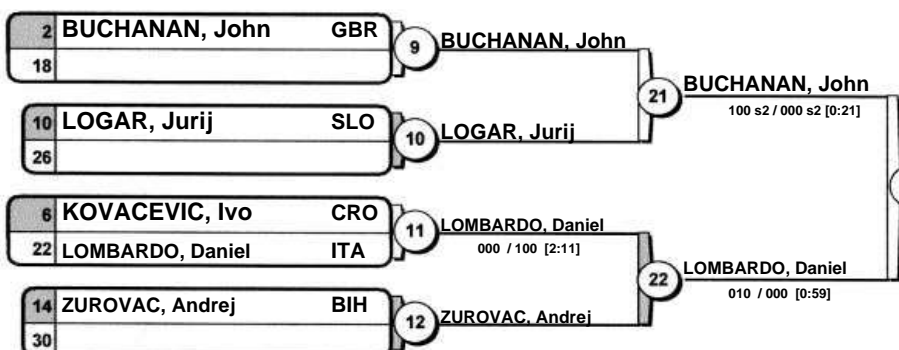 2 BUCHANAN, John GBR
18
9
BUCHANAN, John
10 LOGAR, Jurij SLO
26
10
LOGAR, Jurij
21
BUCHANAN, John
100 s2 / 000 s2 [0:21]
6 KOVACEVIC, Ivo CRO
22 LOMBARDO, Daniel ITA
11
LOMBARDO, Daniel
000 / 100 [2:11]
14 ZUROVAC, Andrej BIH
30
12
ZUROVAC, Andrej
22
LOMBARDO, Daniel
010 / 000 [0:59]